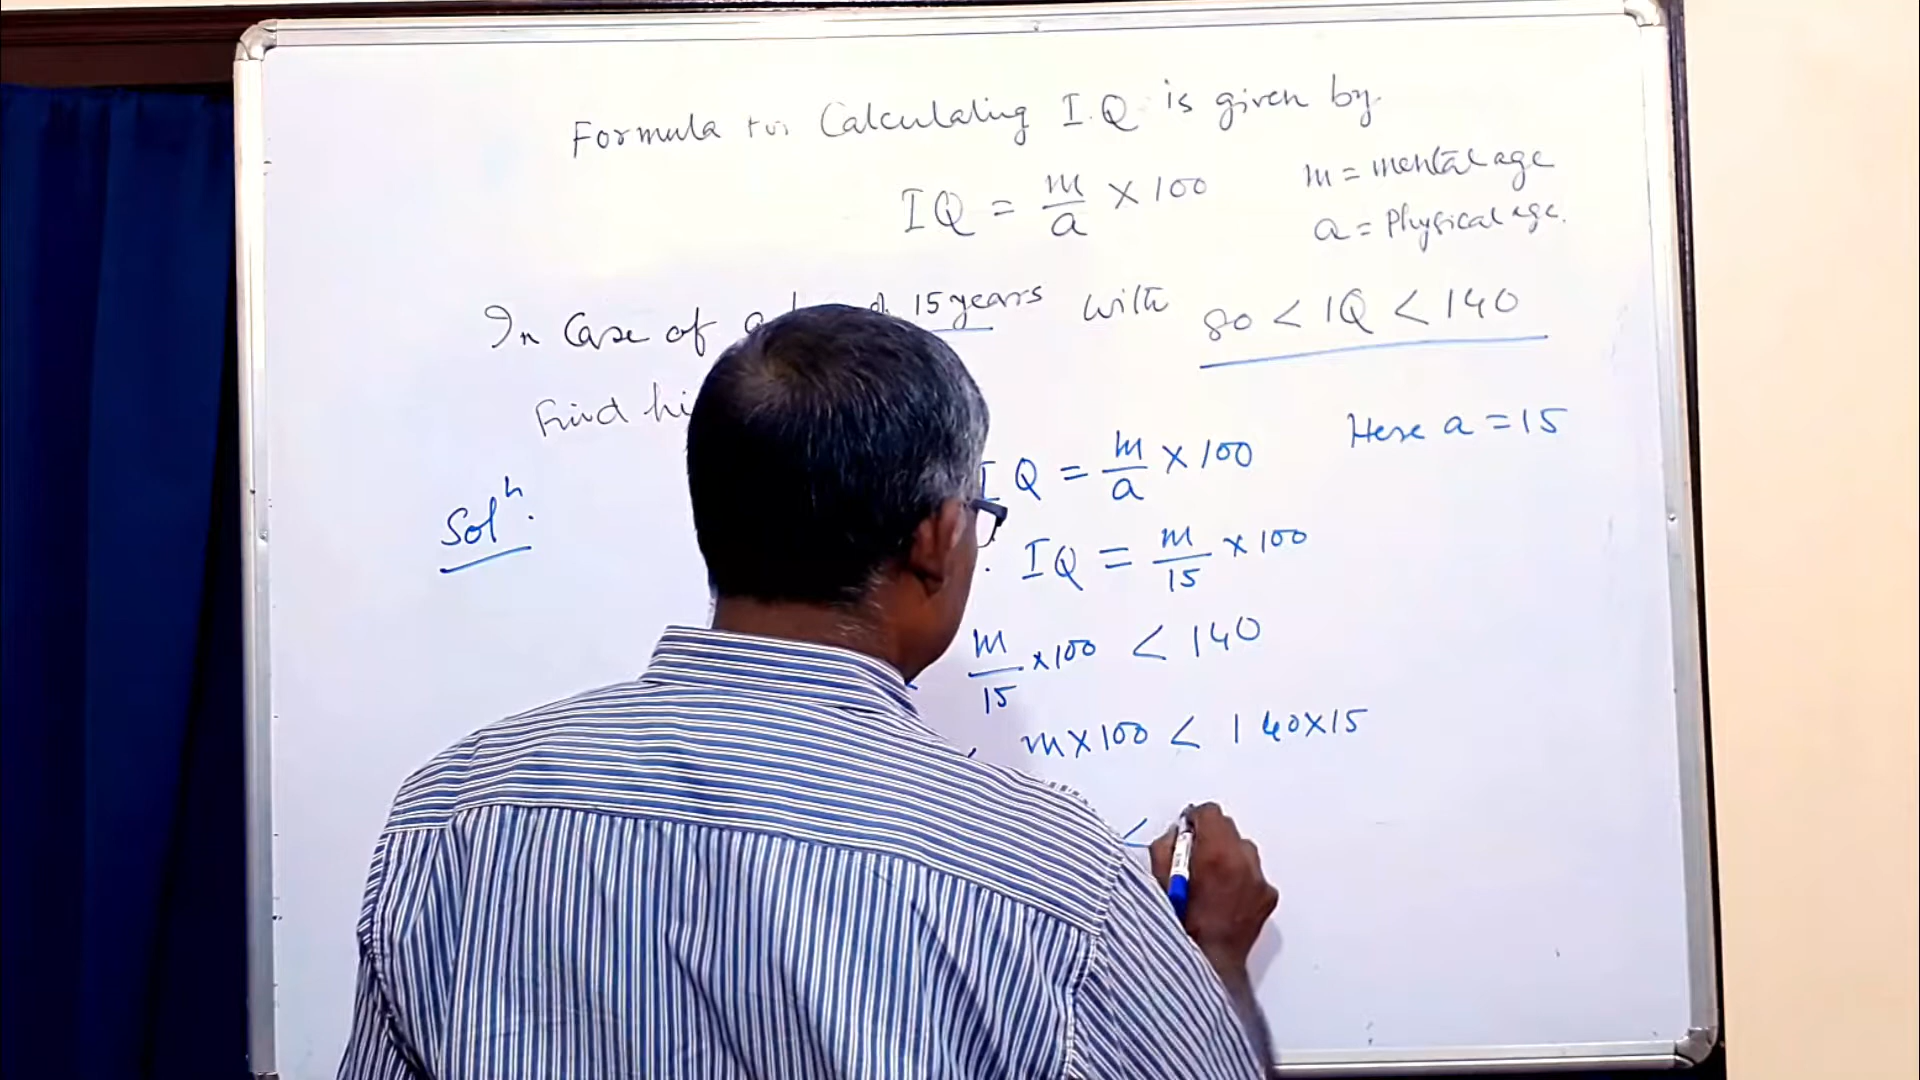 Formula for Calculating I.Q is given by
IQ = m/a × 100
m = mental age
a = Physical age.
In Case of a 15 years with 80 < IQ < 140
Find
Here a = 15
Solⁿ.
IQ = m/a × 100
IQ = m/15 × 100
m/15 × 100 < 140
m × 100 < 140 × 15
<